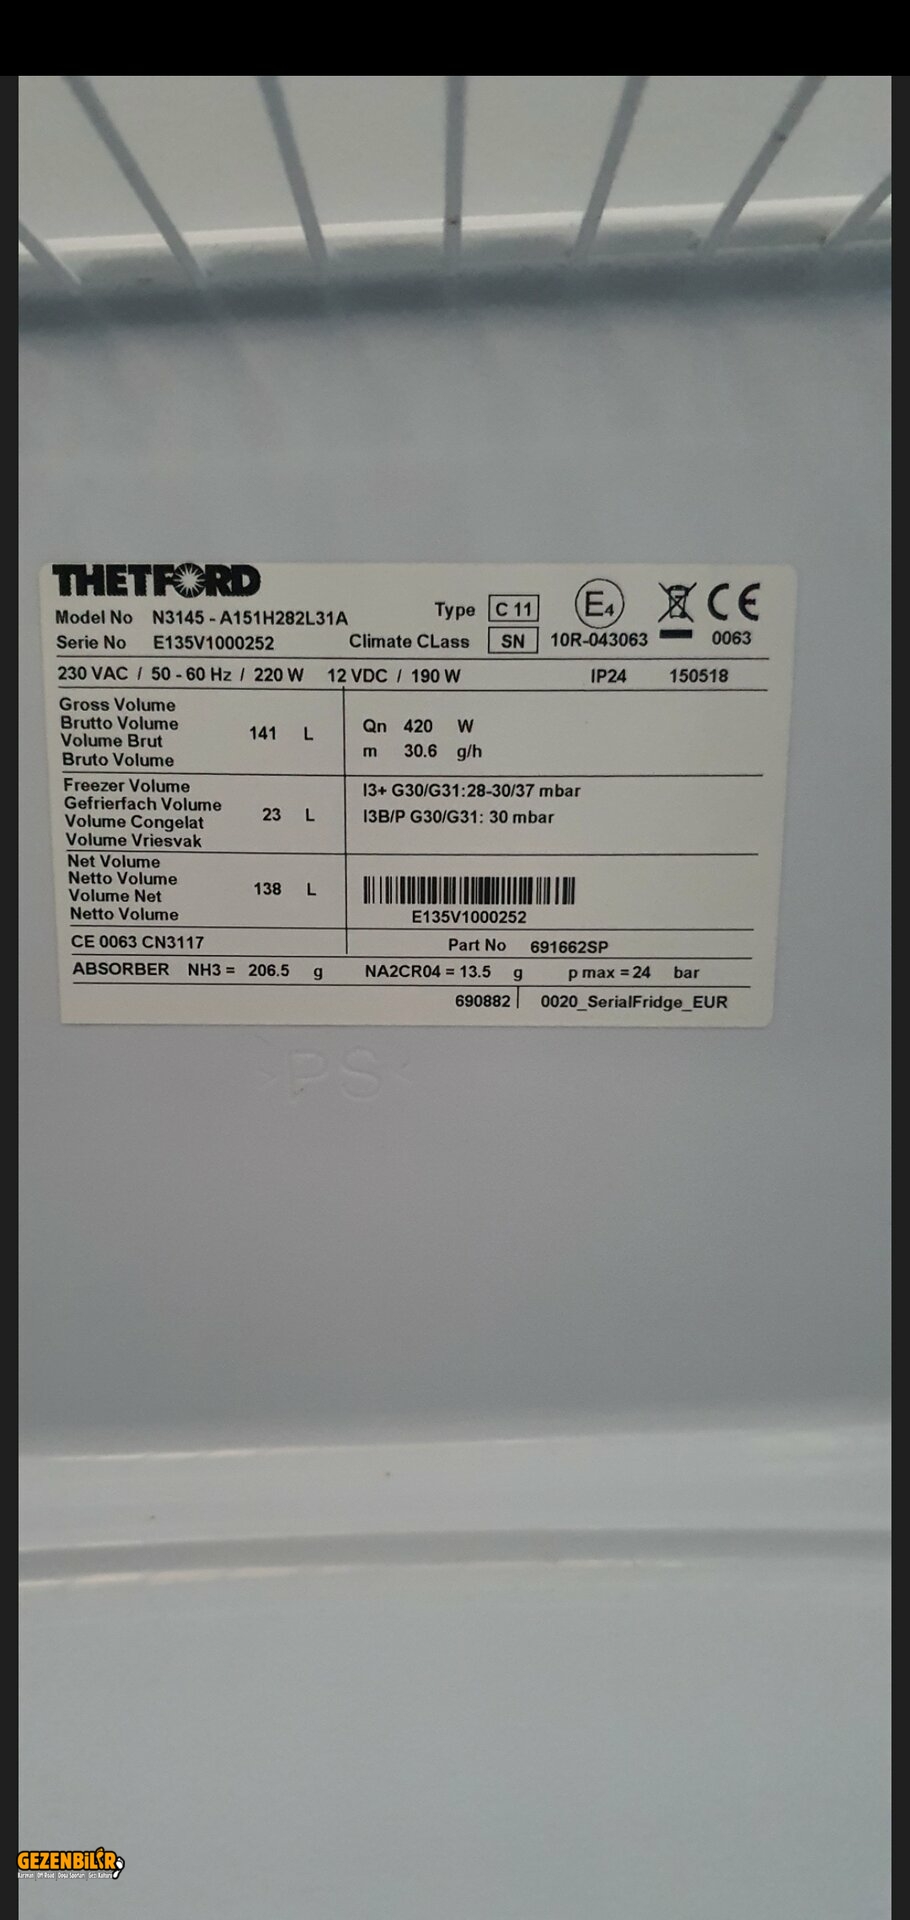 THETFORD
Model No N3145 - A151H282L31A Type C 11 E4 CE
Serie No E135V1000252 Climate CLass SN 10R-043063 0063
230 VAC / 50 - 60 Hz / 220 W 12 VDC / 190 W IP24 150518
Gross Volume
Brutto Volume
Volume Brut
Bruto Volume
141 L
Qn 420 W
m 30.6 g/h
Freezer Volume
Gefrierfach Volume
Volume Congelat
Volume Vriesvak
23 L
I3+ G30/G31:28-30/37 mbar
I3B/P G30/G31: 30 mbar
Net Volume
Netto Volume
Volume Net
Netto Volume
138 L
E135V1000252
CE 0063 CN3117 Part No 691662SP
ABSORBER NH3 = 206.5 g NA2CR04 = 13.5 g p max = 24 bar
690882 0020_SerialFridge_EUR
>PS<
GEZENBiLiR